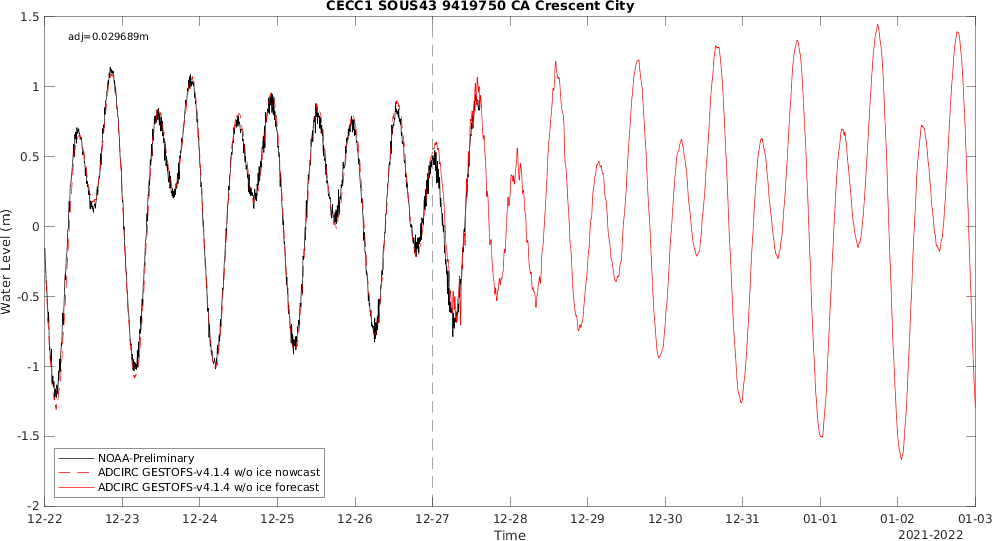 CECC1 SOUS43 9419750 CA Crescent City
adj=0.029689m
1.5
1
0.5
0
-0.5
-1
-1.5
-2
Water Level (m)
NOAA-Preliminary
ADCIRC GESTOFS-v4.1.4 w/o ice nowcast
ADCIRC GESTOFS-v4.1.4 w/o ice forecast
12-22 12-23 12-24 12-25 12-26 12-27 12-28 12-29 12-30 12-31 01-01 01-02 01-03
Time
2021-2022